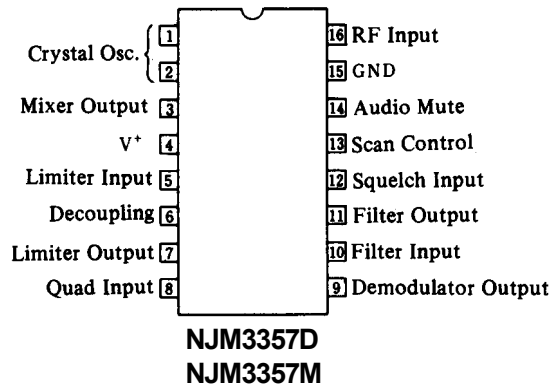 Crystal Osc.
1
2
Mixer Output 3
V+ 4
Limiter Input 5
Decoupling 6
Limiter Output 7
Quad Input 8
16 RF Input
15 GND
14 Audio Mute
13 Scan Control
12 Squelch Input
11 Filter Output
10 Filter Input
9 Demodulator Output
NJM3357D
NJM3357M